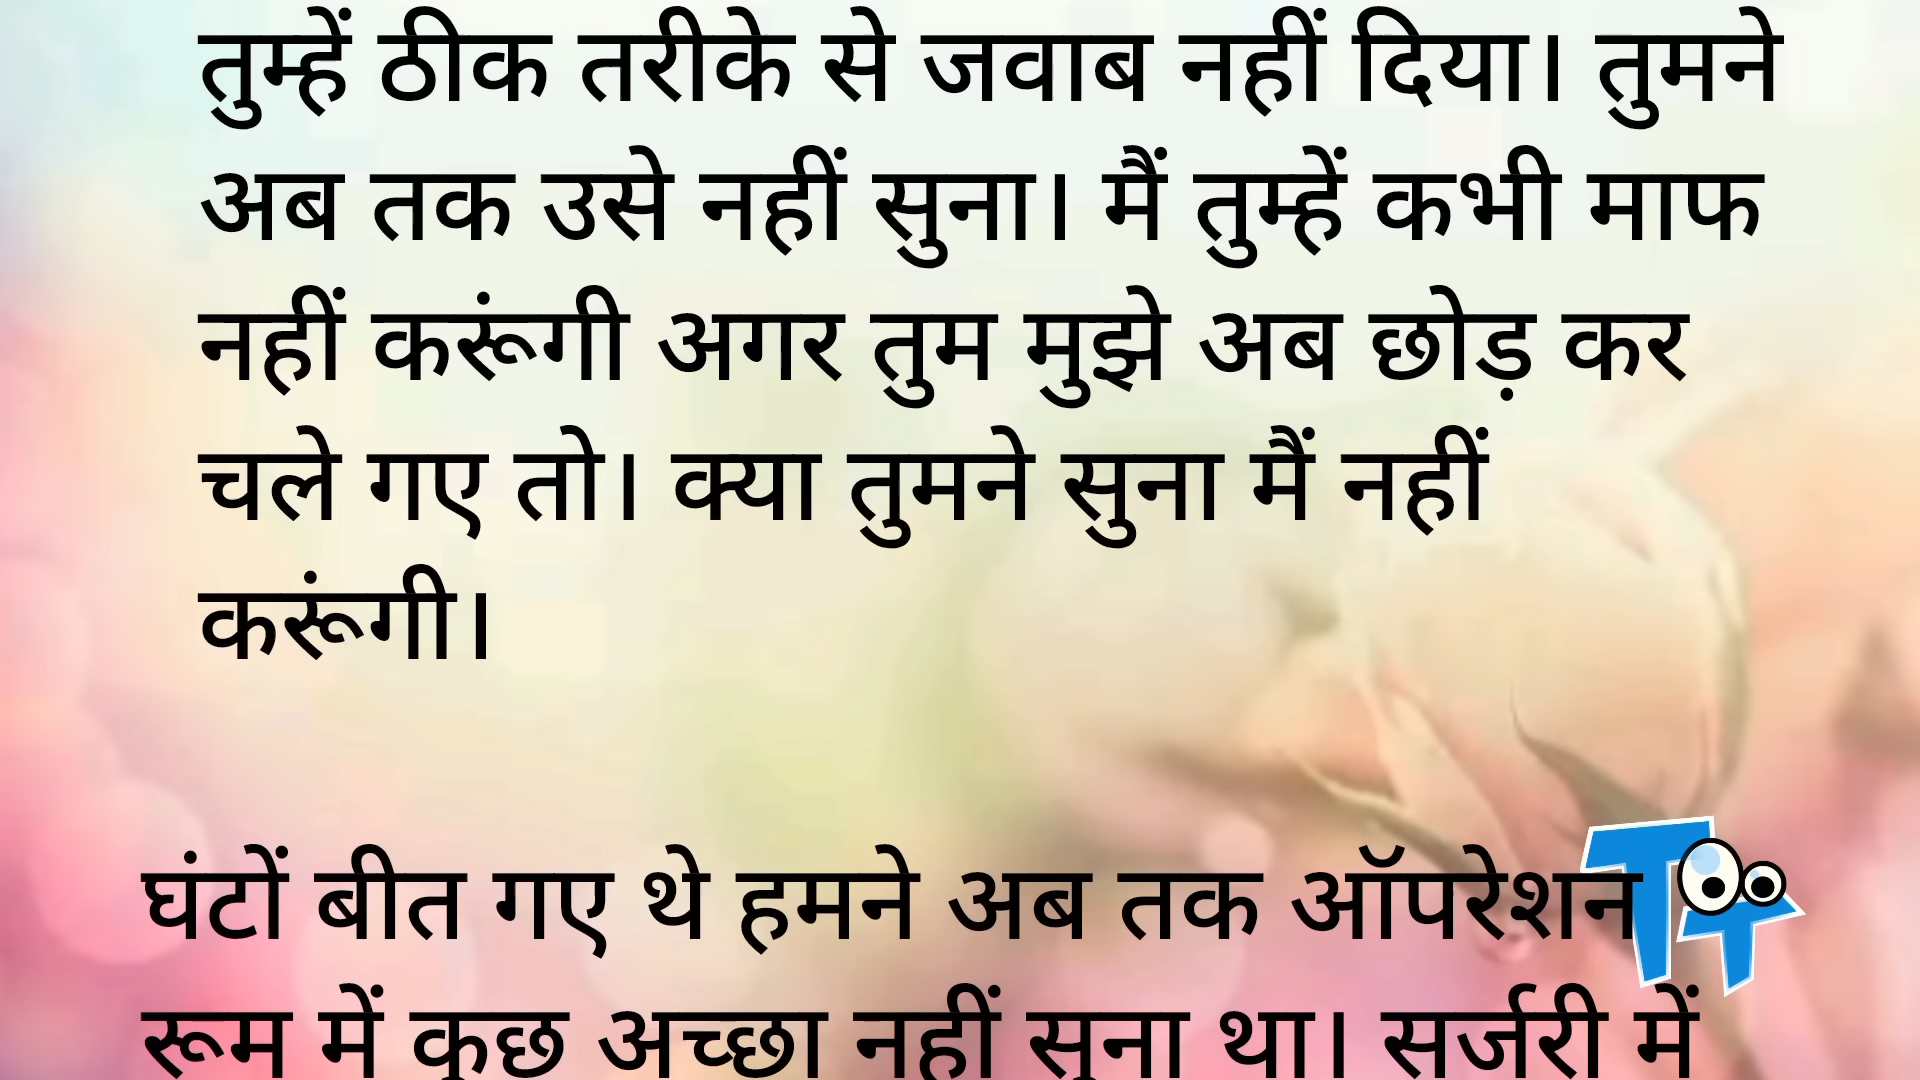 तुम्हें ठीक तरीके से जवाब नहीं दिया। तुमने
अब तक उसे नहीं सुना। मैं तुम्हें कभी माफ
नहीं करूंगी अगर तुम मुझे अब छोड़ कर
चले गए तो। क्या तुमने सुना मैं नहीं
करूंगी।
घंटों बीत गए थे हमने अब तक ऑपरेशन
रूम में कुछ अच्छा नहीं सुना था। सर्जरी में
TT